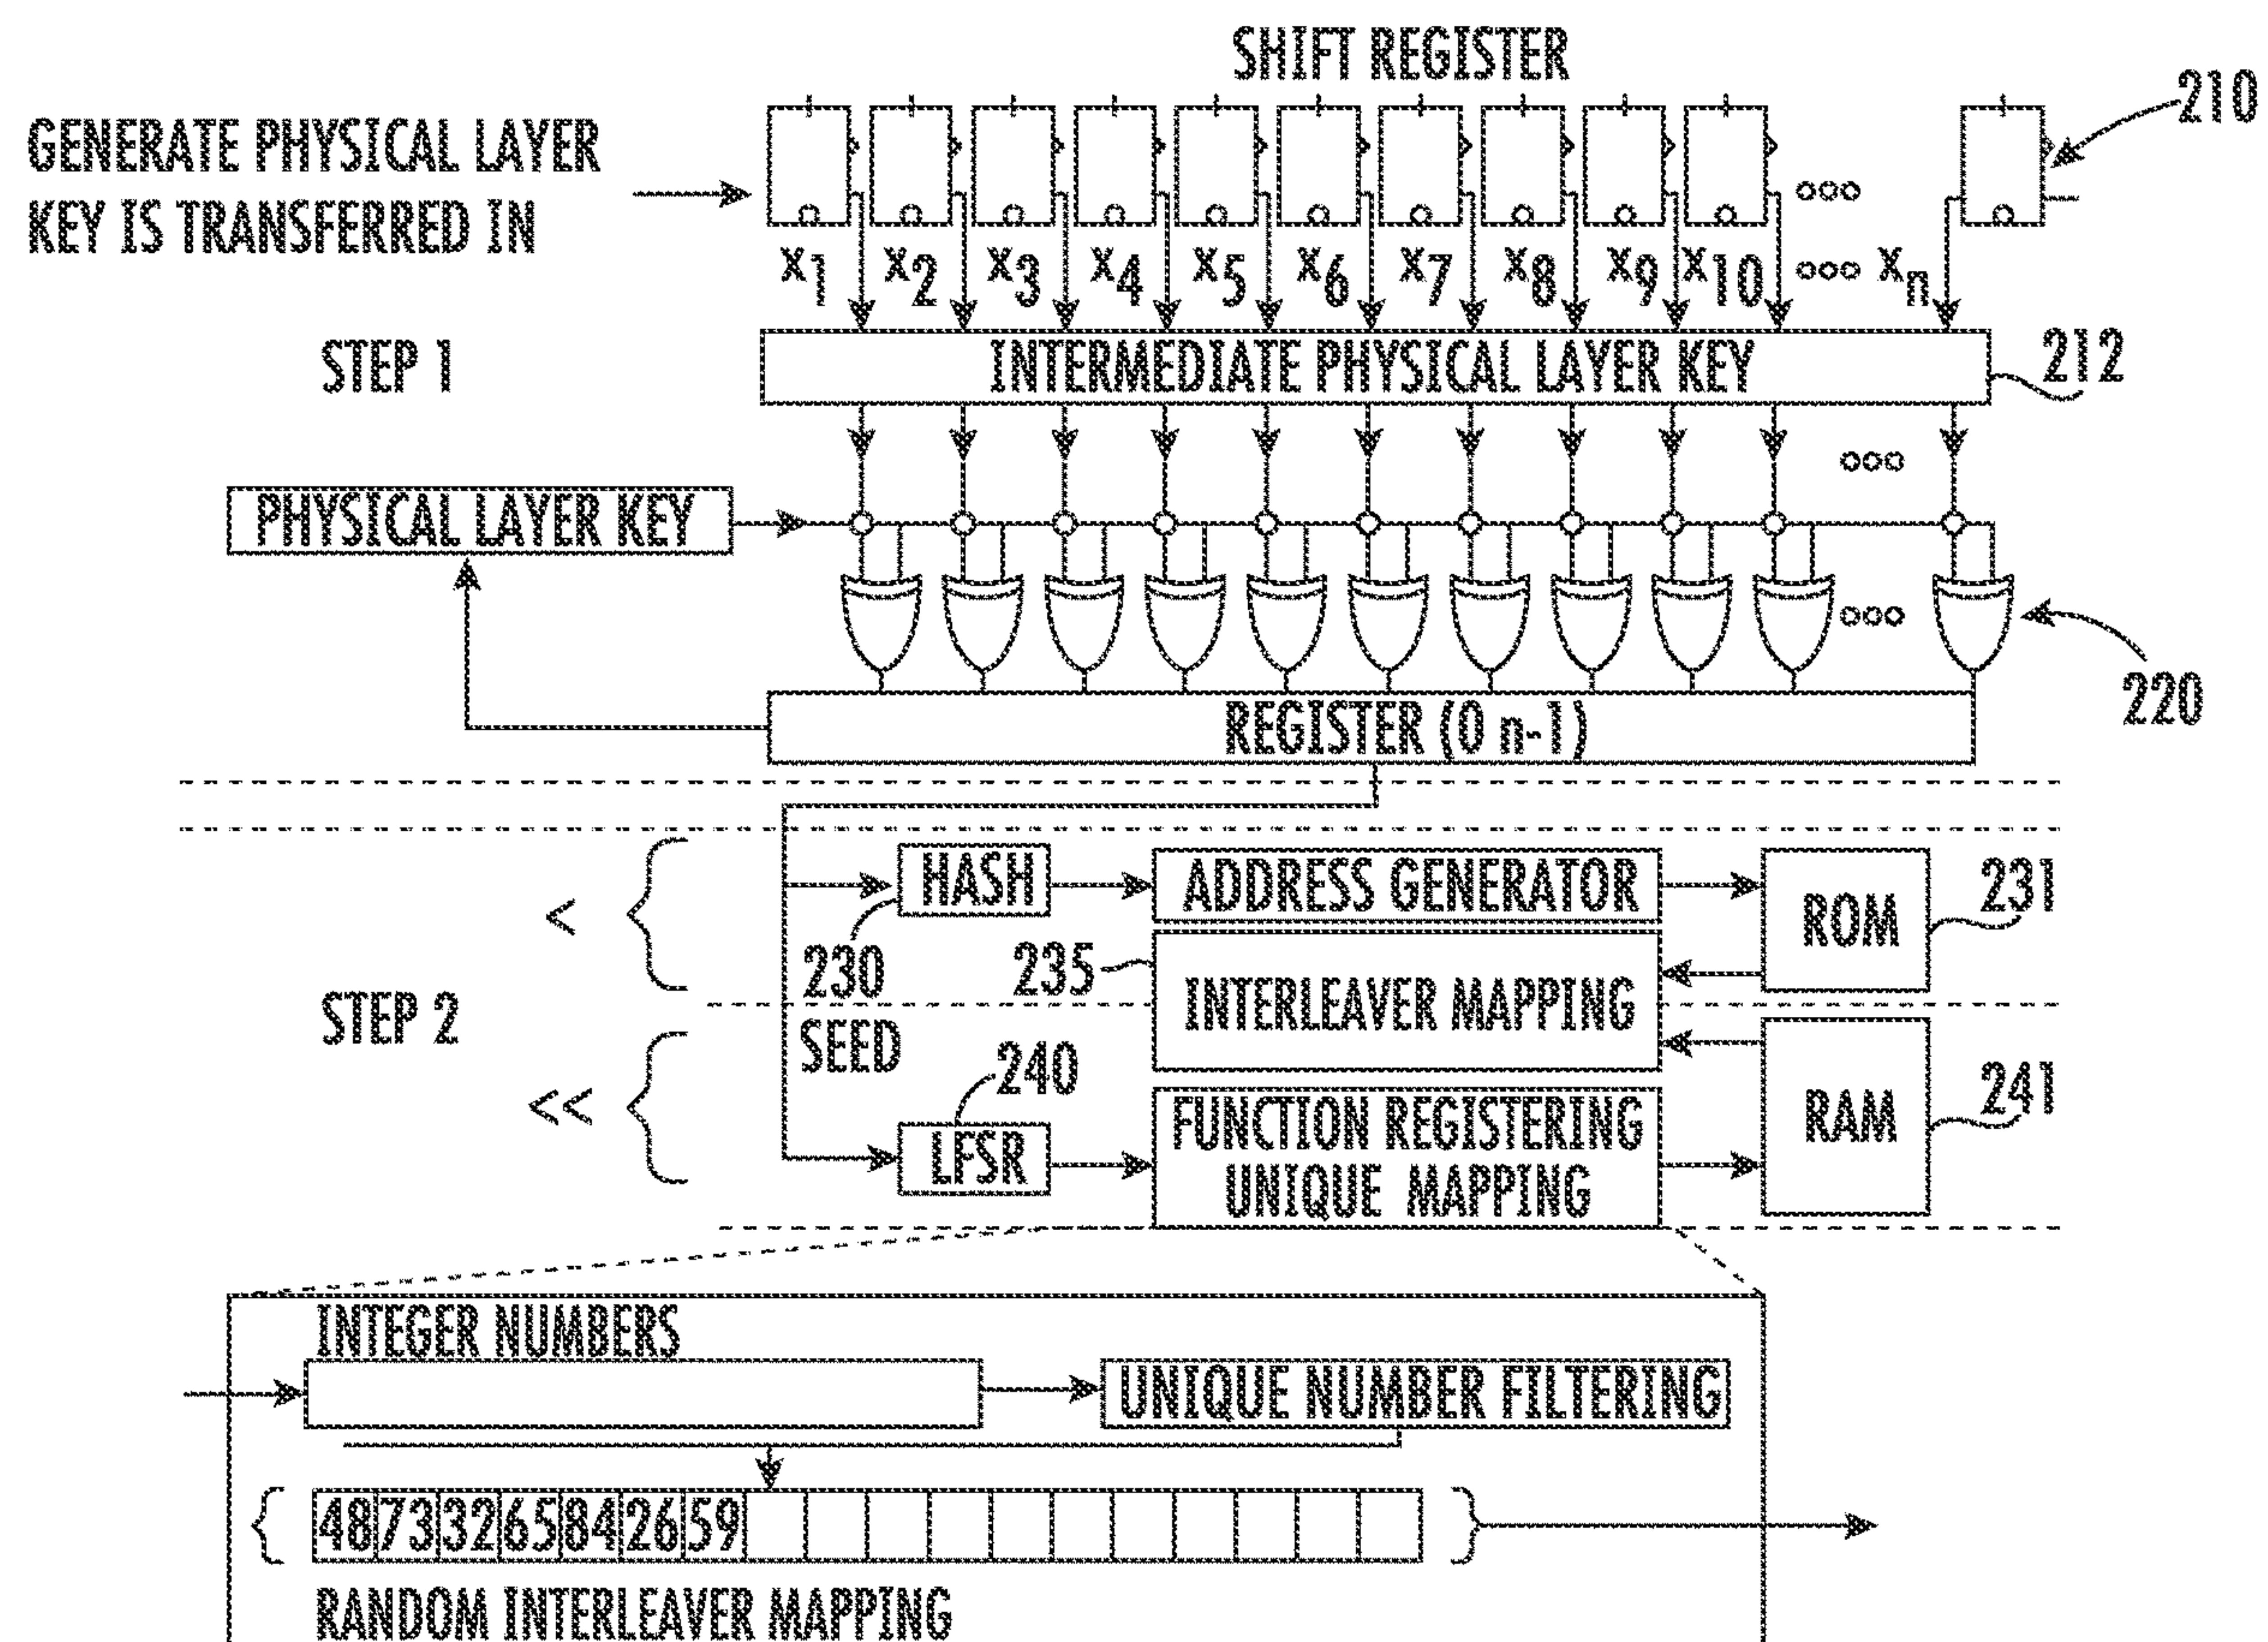 SHIFT REGISTER
210
GENERATE PHYSICAL LAYER
KEY IS TRANSFERRED IN
x1 x2 x3 x4 x5 x6 x7 x8 x9 x10 ooo xn
STEP 1
INTERMEDIATE PHYSICAL LAYER KEY
212
PHYSICAL LAYER KEY
220
REGISTER (0 n-1)
<
HASH
ADDRESS GENERATOR
ROM
231
230
235
INTERLEAVER MAPPING
STEP 2
SEED
240
<<
LFSR
FUNCTION REGISTERING
UNIQUE MAPPING
RAM
241
INTEGER NUMBERS
UNIQUE NUMBER FILTERING
48 73 32 65 84 26 59
RANDOM INTERLEAVER MAPPING